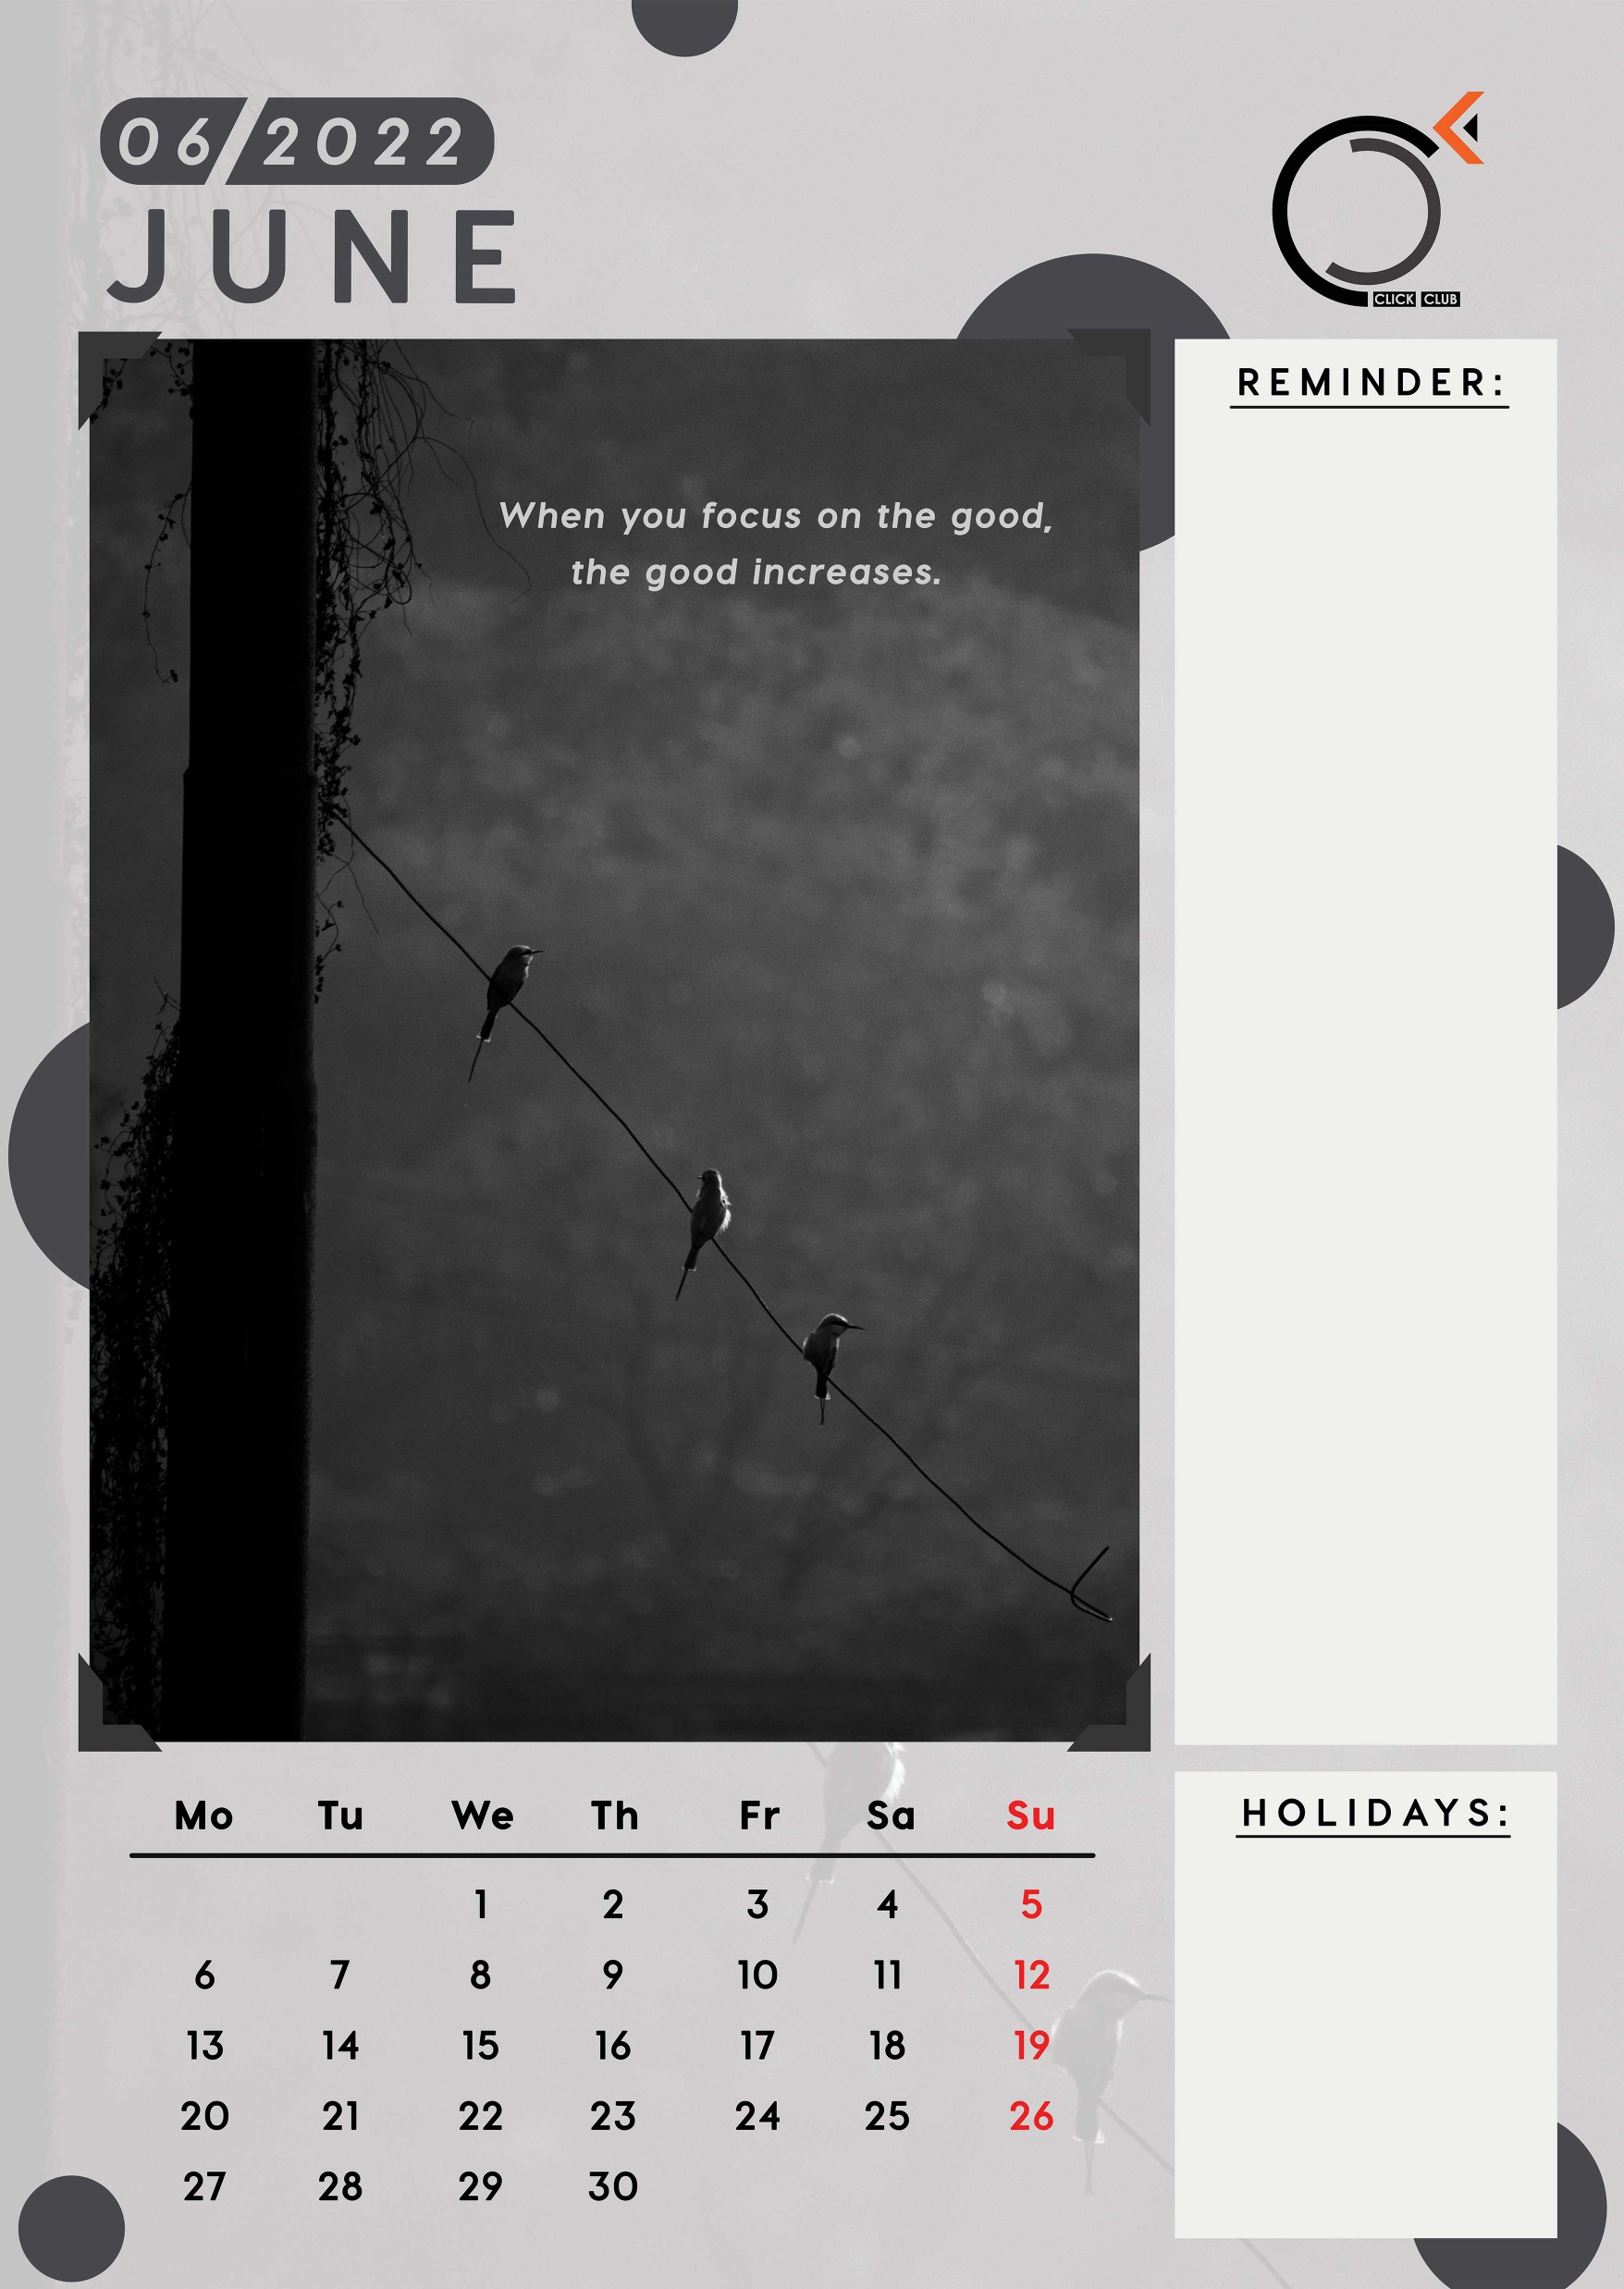 06/2022
JUNE
CLICK CLUB
REMINDER:
When you focus on the good,
the good increases.
HOLIDAYS:
Mo Tu We Th Fr Sa Su
1 2 3 4 5
6 7 8 9 10 11 12
13 14 15 16 17 18 19
20 21 22 23 24 25 26
27 28 29 30